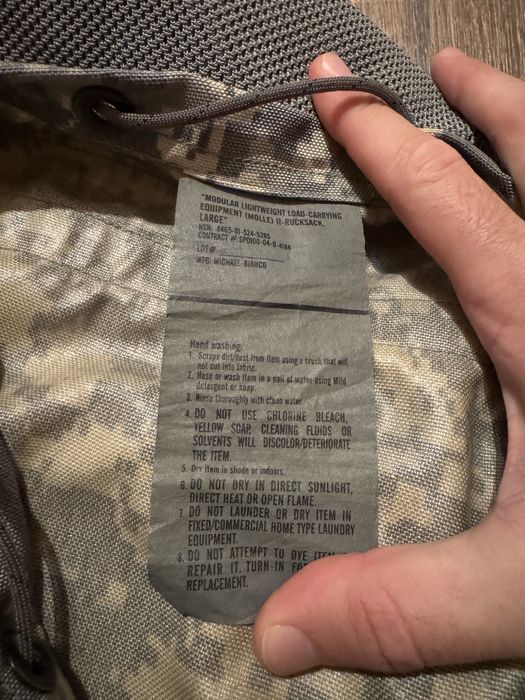 "MODULAR LIGHTWEIGHT LOAD-CARRYING
EQUIPMENT (MOLLE) II-RUCKSACK,
LARGE"
NSN: 8465-01-524-5285
CONTRACT # SPO100-04-D-4184
LOT#
MFG: MICHAEL BIANCO
Hand washing:
1. Scrape dirt/dust from item using a brush that will
not cut into fabric.
2. Hose or wash item in a pail of water using Mild
detergent or soap.
3. Rinse thoroughly with clean water.
4. DO NOT USE CHLORINE BLEACH,
YELLOW SOAP, CLEANING FLUIDS OR
SOLVENTS WILL DISCOLOR/DETERIORATE
THE ITEM.
5. Dry item in shade or indoors.
6. DO NOT DRY IN DIRECT SUNLIGHT,
DIRECT HEAT OR OPEN FLAME.
7. DO NOT LAUNDER OR DRY ITEM IN
FIXED/COMMERCIAL HOME TYPE LAUNDRY
EQUIPMENT.
8. DO NOT ATTEMPT TO DYE ITEM
REPAIR IT. TURN-IN
REPLACEMENT.